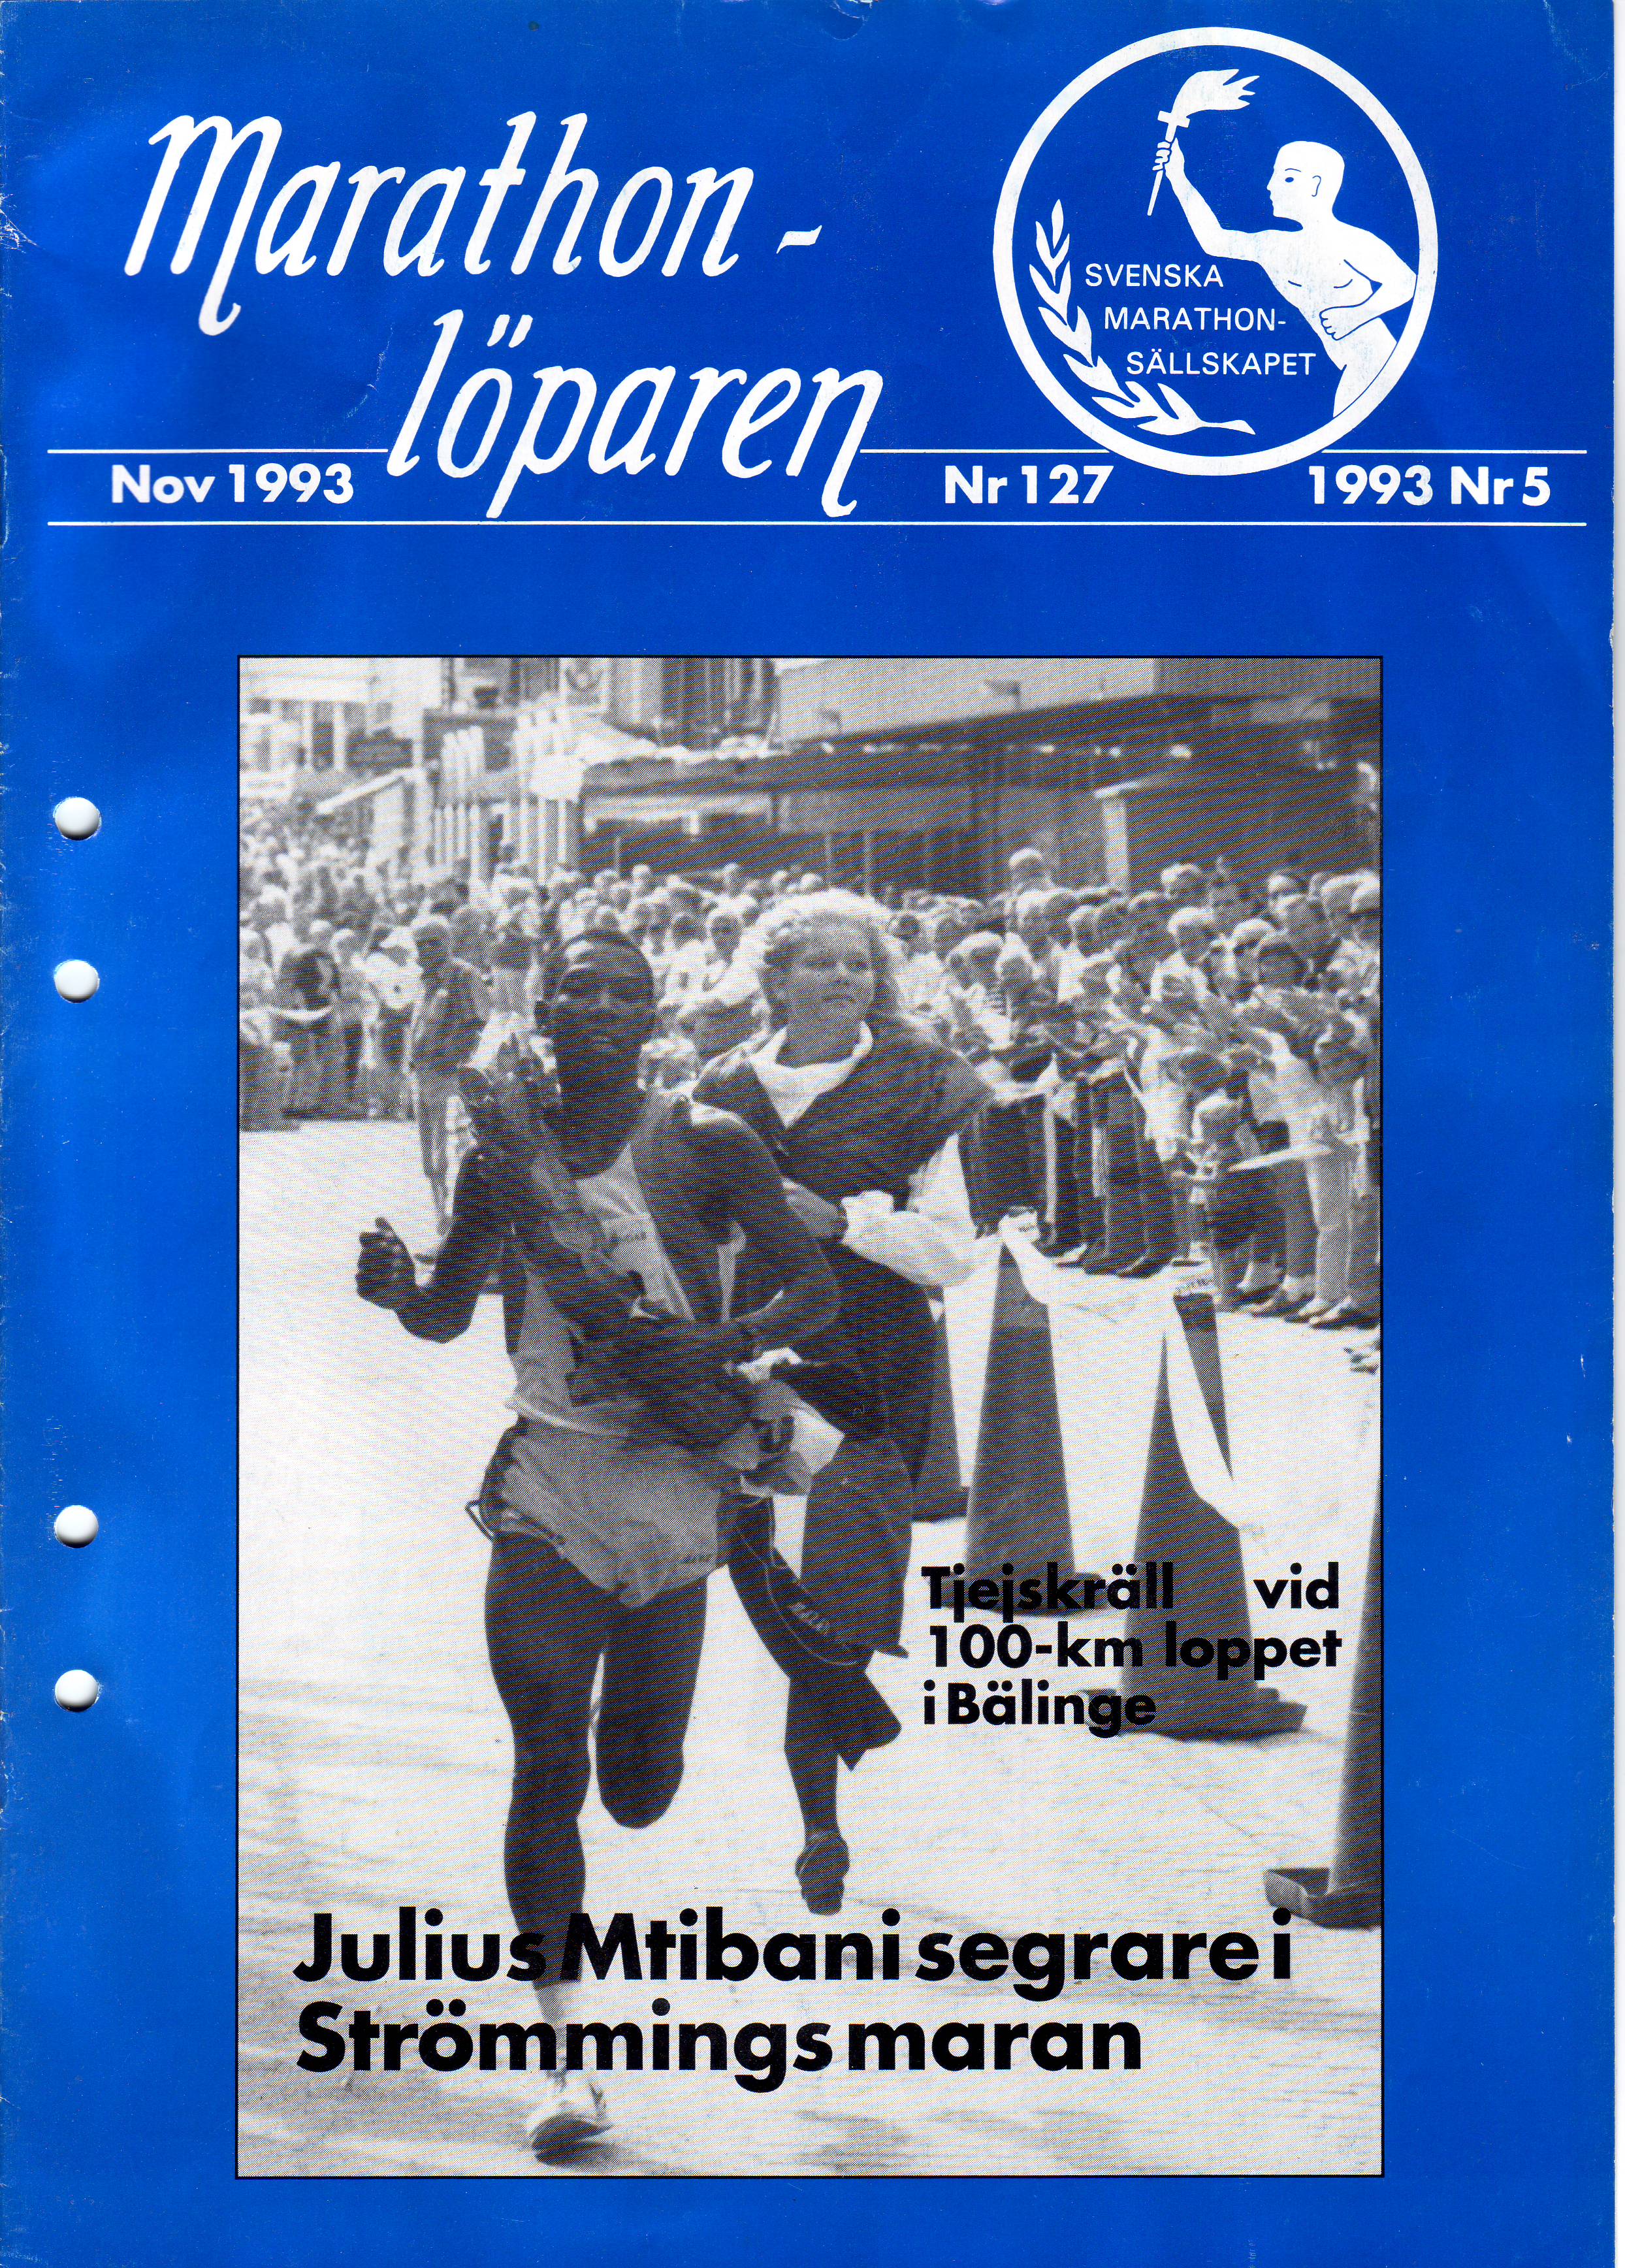 Marathon-
löparen
SVENSKA
MARATHON-
SÄLLSKAPET
Nov 1993
Nr 127
1993 Nr 5
Tjejskräll vid
100-km loppet
i Bälinge
Julius Mtibani segrare i
Strömmingsmaran